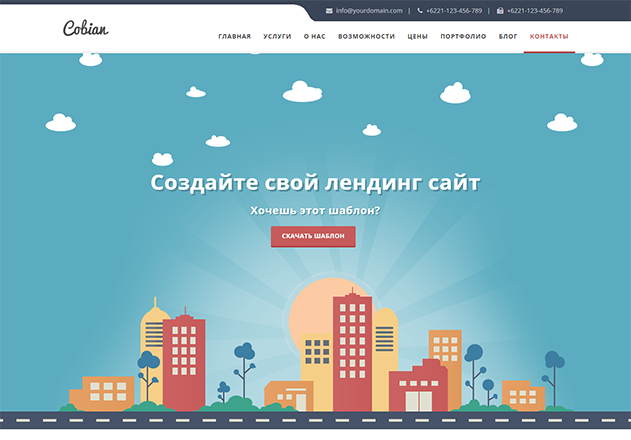 info@yourdomain.com | +6221-123-456-789 | +6221-123-456-789
Cobian
ГЛАВНАЯ УСЛУГИ О НАС ВОЗМОЖНОСТИ ЦЕНЫ ПОРТФОЛИО БЛОГ КОНТАКТЫ
Создайте свой лендинг сайт
Хочешь этот шаблон?
СКАЧАТЬ ШАБЛОН